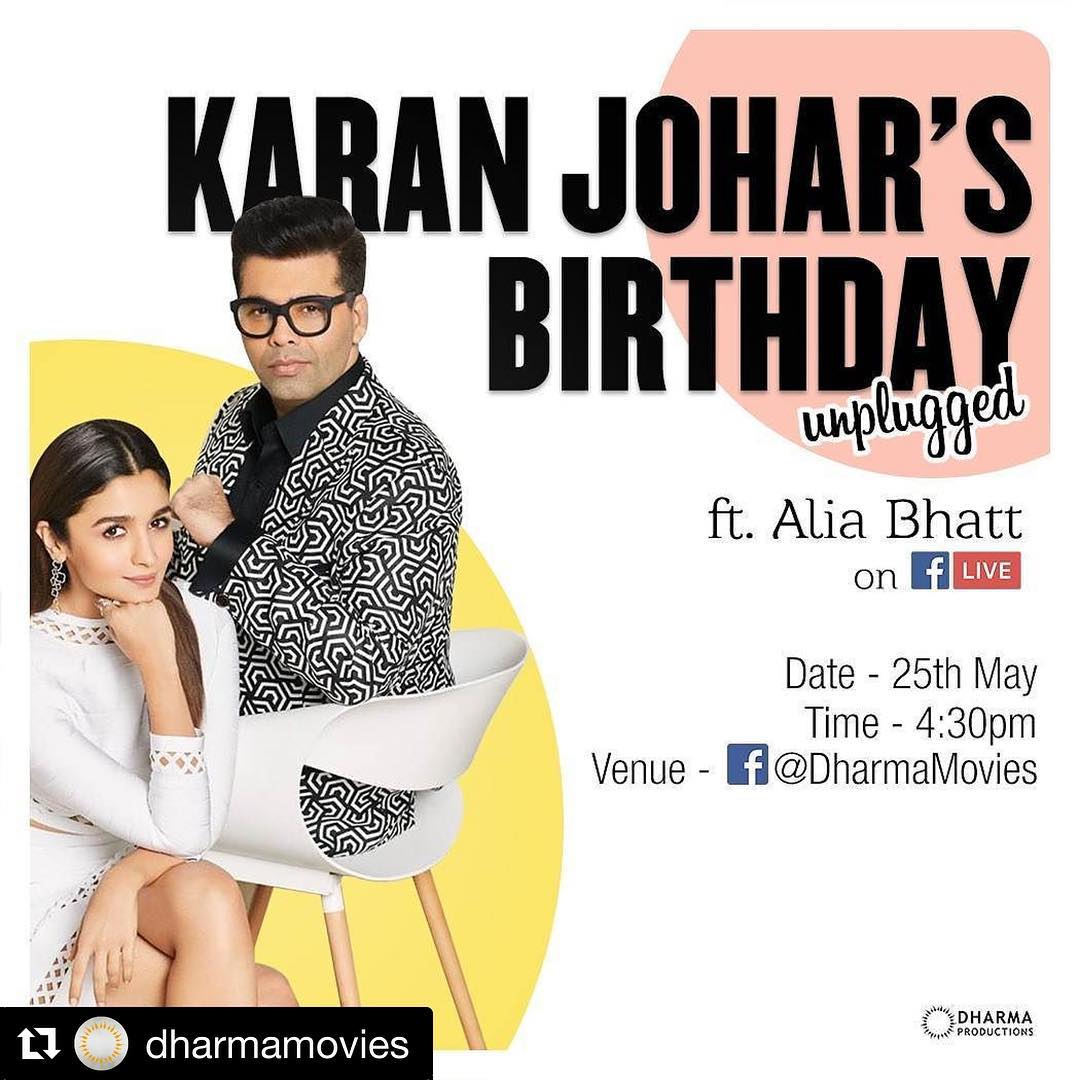 KARAN JOHAR'S
BIRTHDAY
unplugged
ft. Alia Bhatt
on f LIVE
Date - 25th May
Time - 4:30pm
Venue - f @DharmaMovies
DHARMA
PRODUCTIONS
dharmamovies